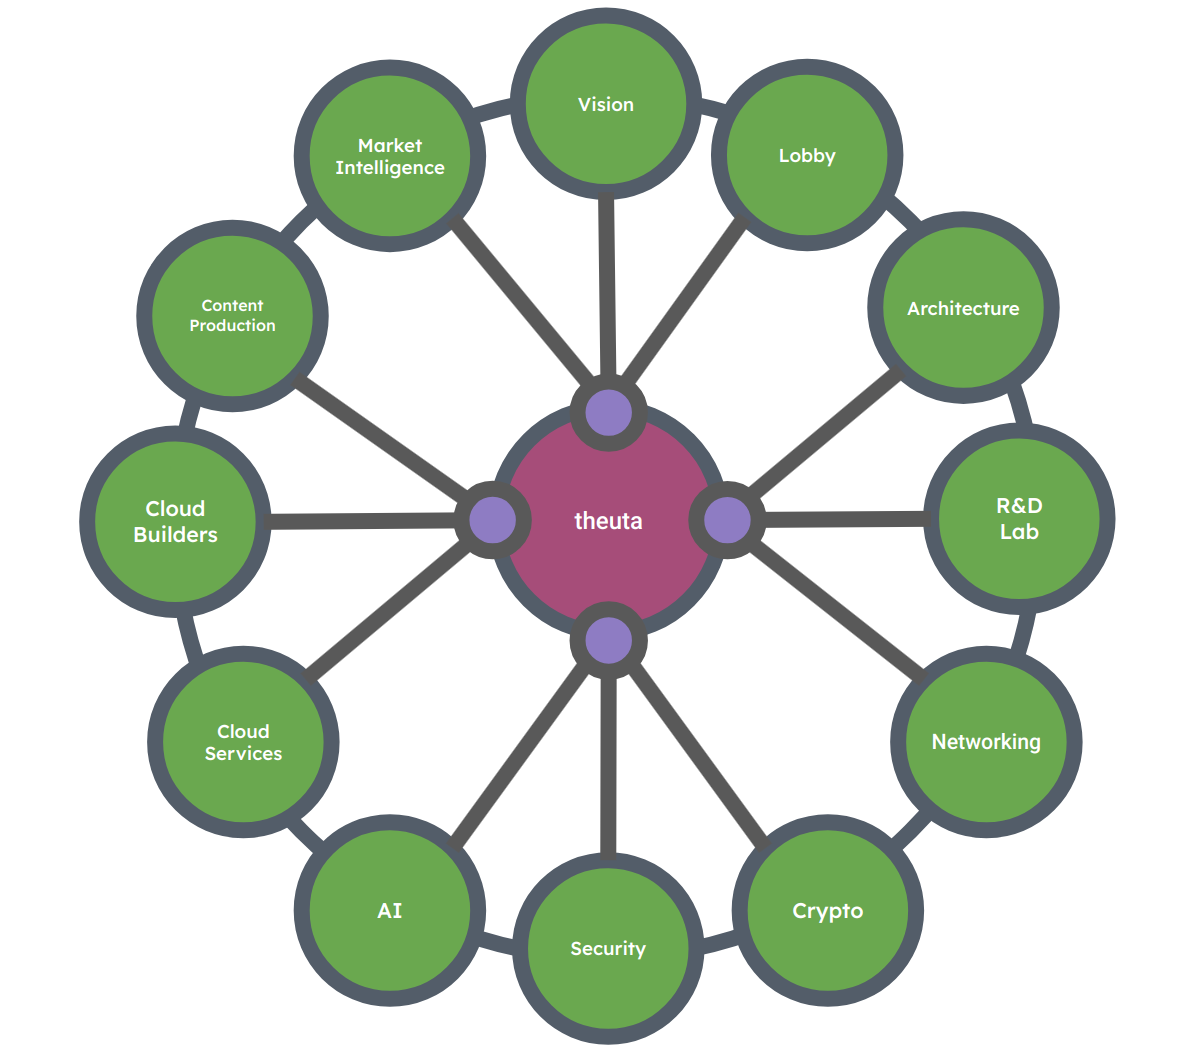 Vision
Lobby
Market
Intelligence
Architecture
Content
Production
R&D
Lab
Cloud
Builders
theuta
Cloud
Services
Networking
AI
Crypto
Security